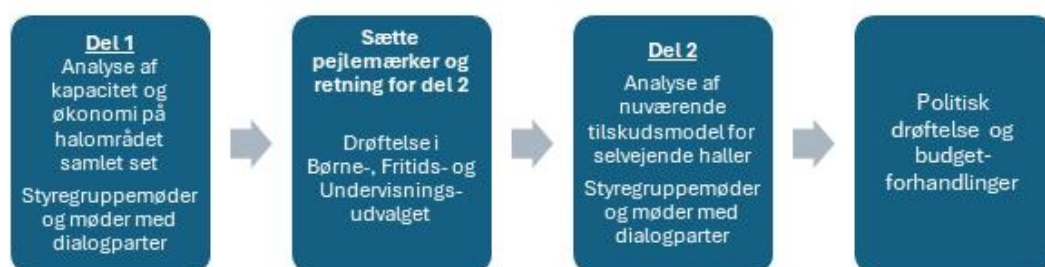 Del 1
Analyse af
kapacitet og
økonomi på
halområdet
samlet set
Styregruppemøder
og møder med
dialogparter
Sætte
pejlemærker og
retning for del 2
Drøftelse i
Børne-, Fritids- og
Undervisnings-
udvalget
Del 2
Analyse af
nuværende
tilskudsmodel for
selvejende haller
Styregruppemøder
og møder med
dialogparter
Politisk
drøftelse og
budget-
forhandlinger